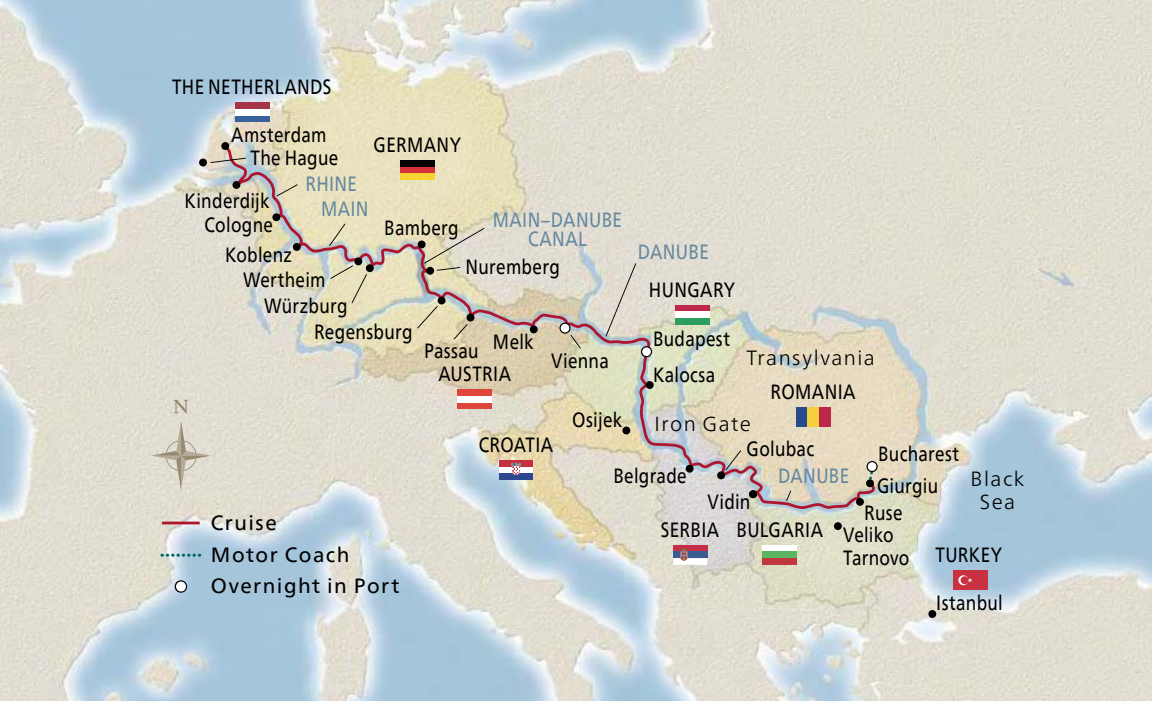 THE NETHERLANDS
Amsterdam
The Hague
GERMANY
RHINE
Kinderdijk
MAIN
Cologne
Bamberg
MAIN–DANUBE
CANAL
Koblenz
DANUBE
Nuremberg
Wertheim
HUNGARY
Würzburg
Regensburg
Budapest
Melk
Passau
Vienna
Transylvania
AUSTRIA
Kalocsa
ROMANIA
N
Osijek
Iron Gate
CROATIA
Golubac
Bucharest
Belgrade
DANUBE
Black
Sea
Giurgiu
Vidin
Ruse
Cruise
SERBIA
BULGARIA
Veliko
Tarnovo
Motor Coach
TURKEY
Overnight in Port
Istanbul